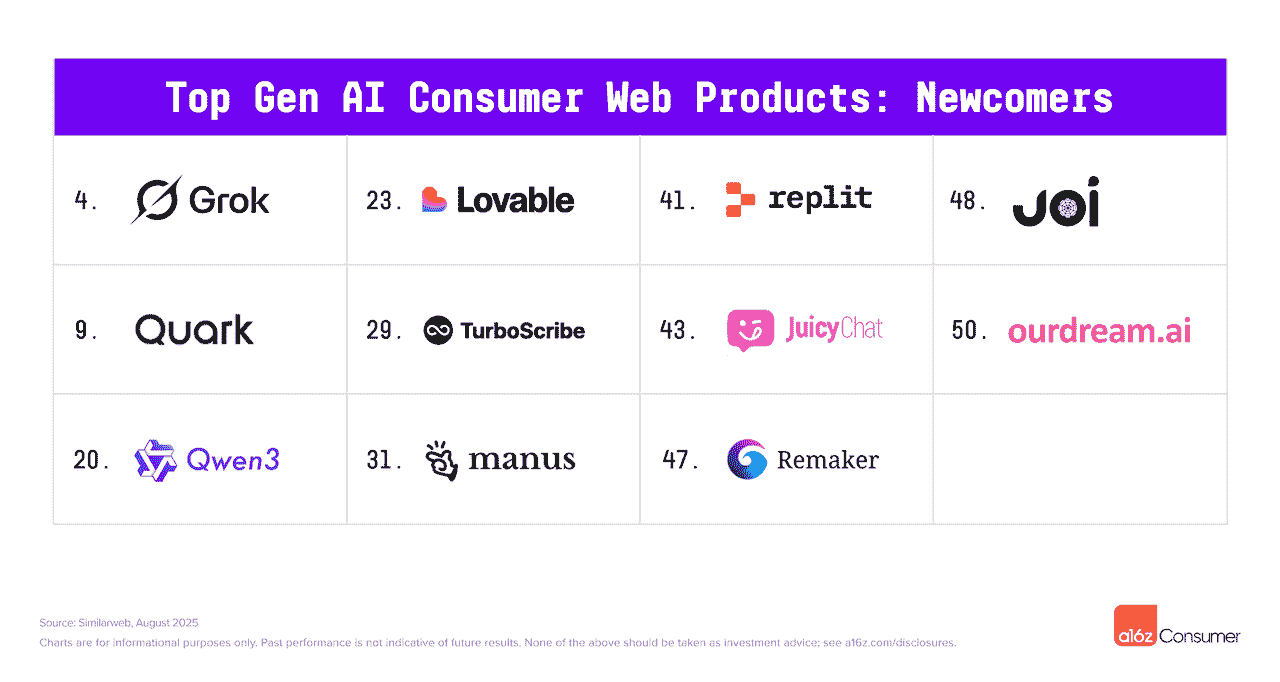 Top Gen AI Consumer Web Products: Newcomers
4. Grok
23. Lovable
41. replit
48. JOi
9. Quark
29. TurboScribe
43. JuicyChat
50. ourdream.ai
20. Qwen3
31. manus
47. Remaker
Source: Similarweb, August 2025
Charts are for informational purposes only. Past performance is not indicative of future results. None of the above should be taken as investment advice; see a16z.com/disclosures.
a16z Consumer